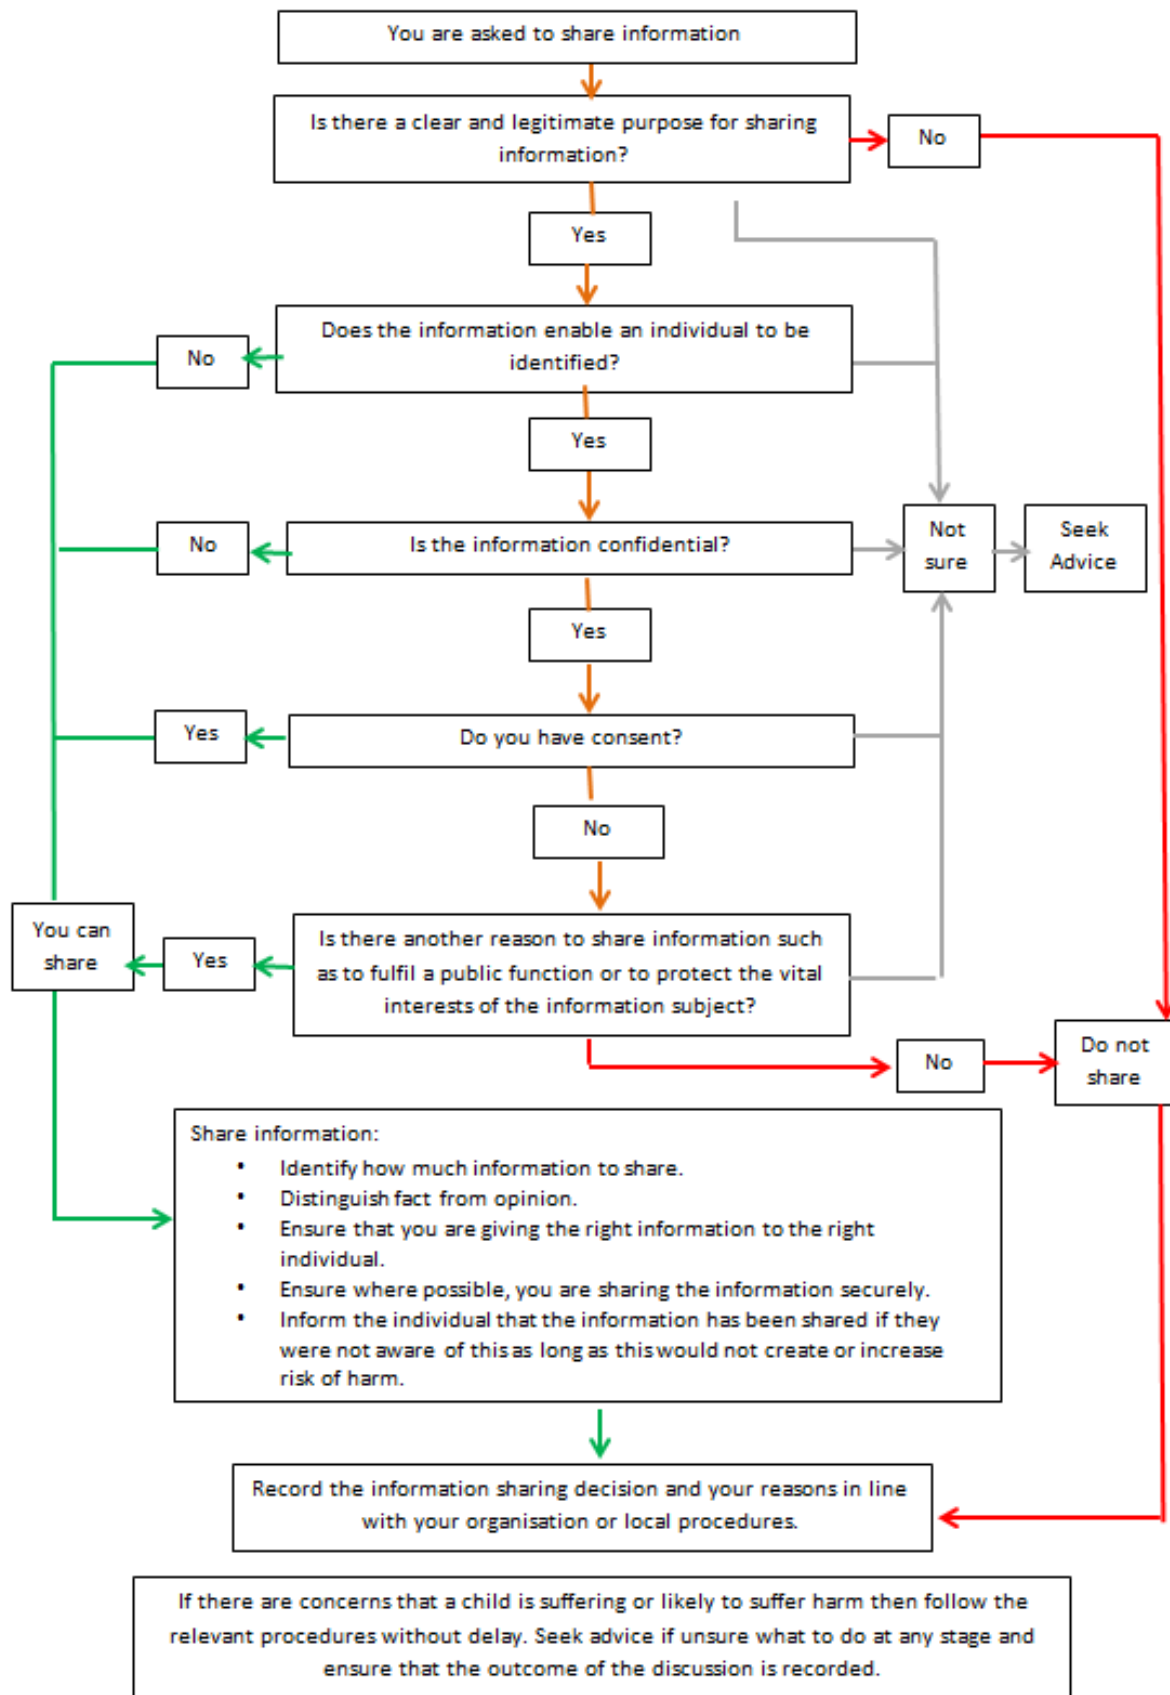 You are asked to share information
Is there a clear and legitimate purpose for sharing
information?
No
Yes
Does the information enable an individual to be
identified?
No
Yes
Is the information confidential?
No
Not
sure
Seek
Advice
Yes
Do you have consent?
Yes
No
Is there another reason to share information such
as to fulfil a public function or to protect the vital
interests of the information subject?
Yes
You can
share
No
Do not
share
Share information:
• Identify how much information to share.
• Distinguish fact from opinion.
• Ensure that you are giving the right information to the right
individual.
• Ensure where possible, you are sharing the information securely.
• Inform the individual that the information has been shared if they
were not aware of this as long as this would not create or increase
risk of harm.
Record the information sharing decision and your reasons in line
with your organisation or local procedures.
If there are concerns that a child is suffering or likely to suffer harm then follow the
relevant procedures without delay. Seek advice if unsure what to do at any stage and
ensure that the outcome of the discussion is recorded.